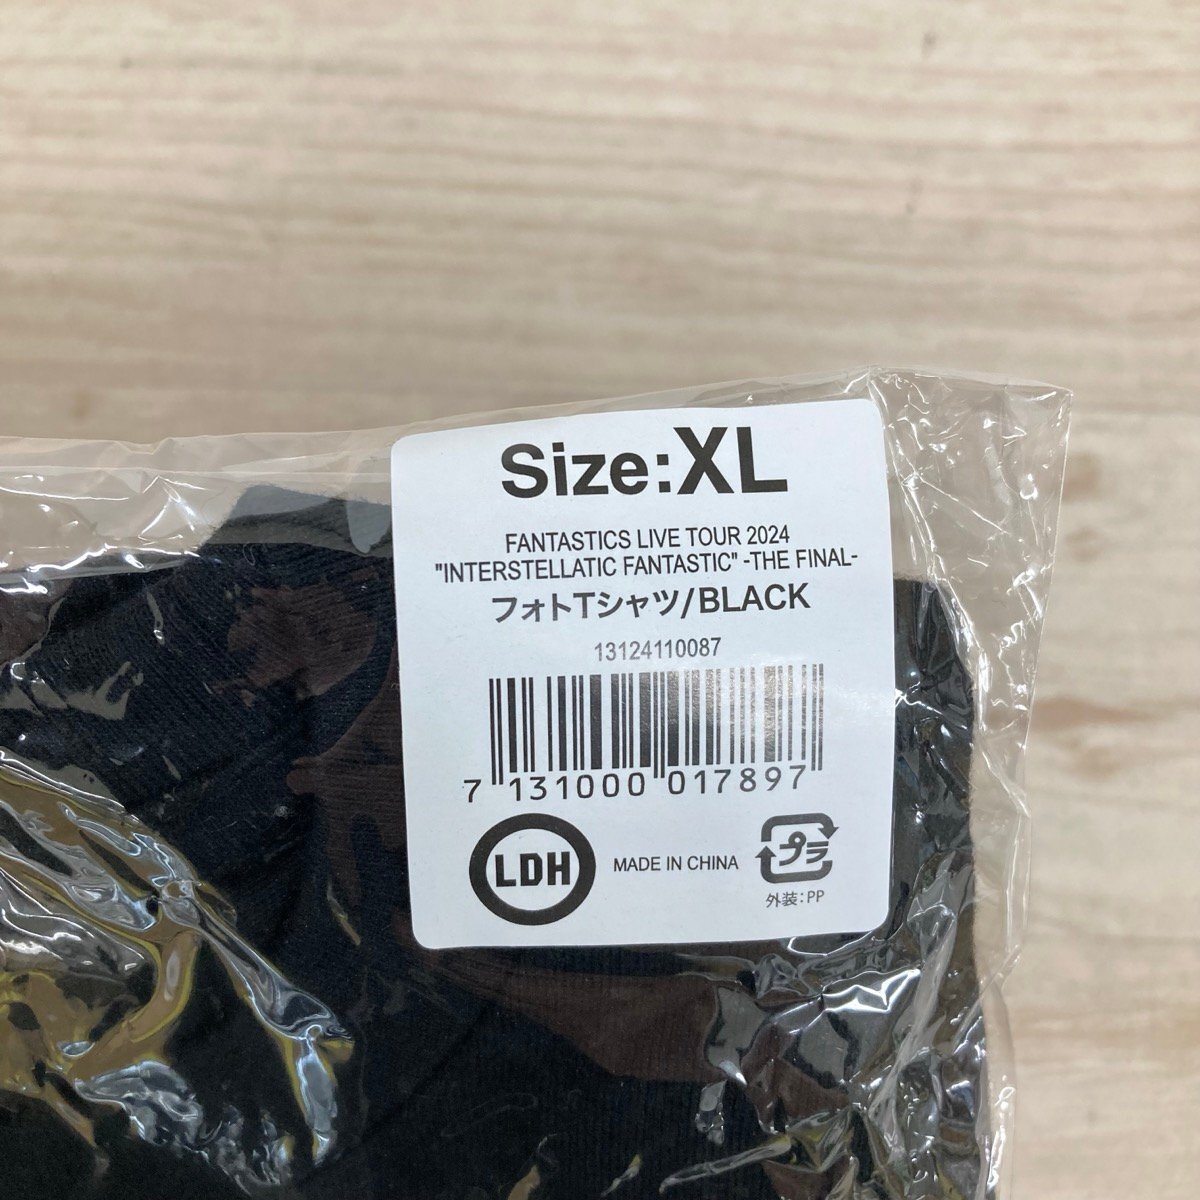 Size:XL
FANTASTICS LIVE TOUR 2024
"INTERSTELLATIC FANTASTIC" -THE FINAL-
フォトTシャツ/BLACK
13124110087
7 131000 017897
LDH
MADE IN CHINA
プラ
外装:PP